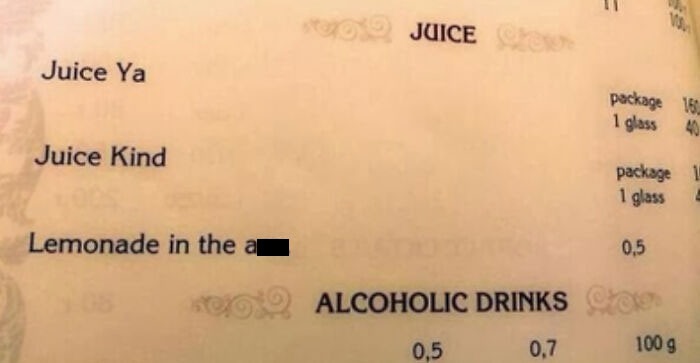 JUICE
Juice Ya
package
1 glass
Juice Kind
package
1 glass
Lemonade in the
0,5
ALCOHOLIC DRINKS
0,5 0,7 100 g